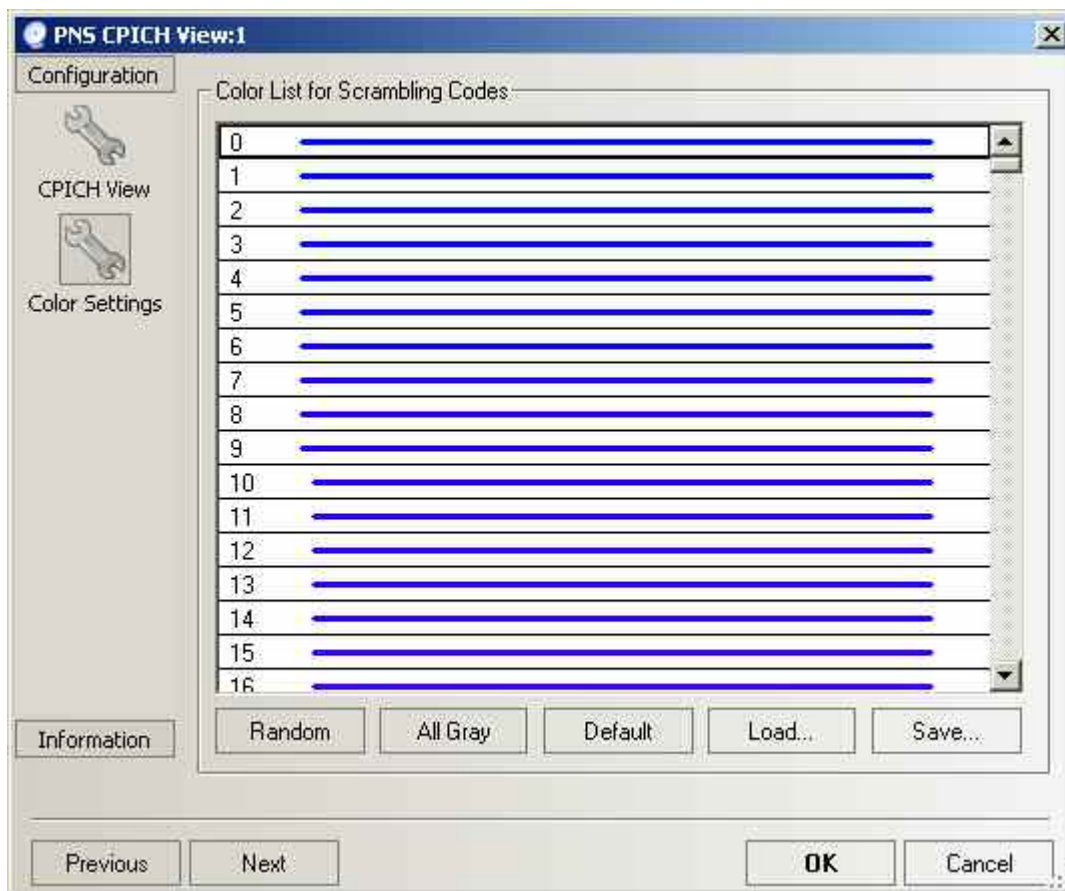 PNS CPICH View:1
Configuration
CPICH View
Color Settings
Information
Color List for Scrambling Codes
0
1
2
3
4
5
6
7
8
9
10
11
12
13
14
15
16
Random All Gray Default Load... Save...
Previous Next OK Cancel